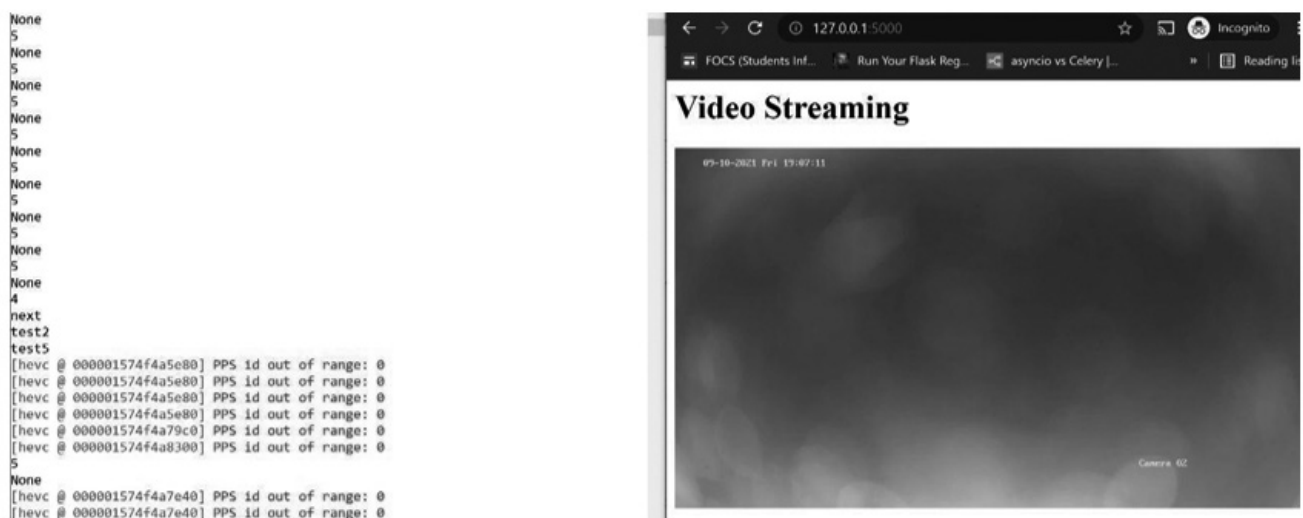 None
5
None
5
None
5
None
5
None
5
None
5
None
5
None
5
None
4
next
test2
test5
[hevc @ 000001574f4a5e80] PPS id out of range: 0
[hevc @ 000001574f4a5e80] PPS id out of range: 0
[hevc @ 000001574f4a5e80] PPS id out of range: 0
[hevc @ 000001574f4a5e80] PPS id out of range: 0
[hevc @ 000001574f4a79c0] PPS id out of range: 0
[hevc @ 000001574f4a8300] PPS id out of range: 0
5
None
[hevc @ 000001574f4a7e40] PPS id out of range: 0
[hevc @ 000001574f4a7e40] PPS id out of range: 0
127.0.0.1:5000 Incognito
FOCS (Students Inf... Run Your Flask Reg... asyncio vs Celery |... » Reading lis
Video Streaming
09-10-2021 Fri 19:07:11
Camera 02